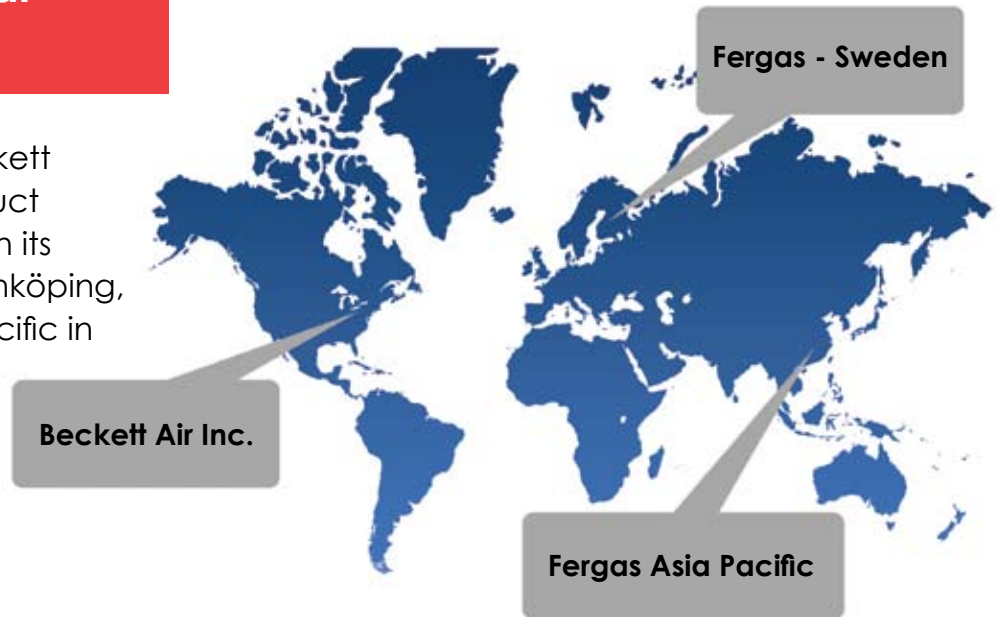 kett
uct
n its
nköping,
cific in
Fergas - Sweden
Beckett Air Inc.
Fergas Asia Pacific